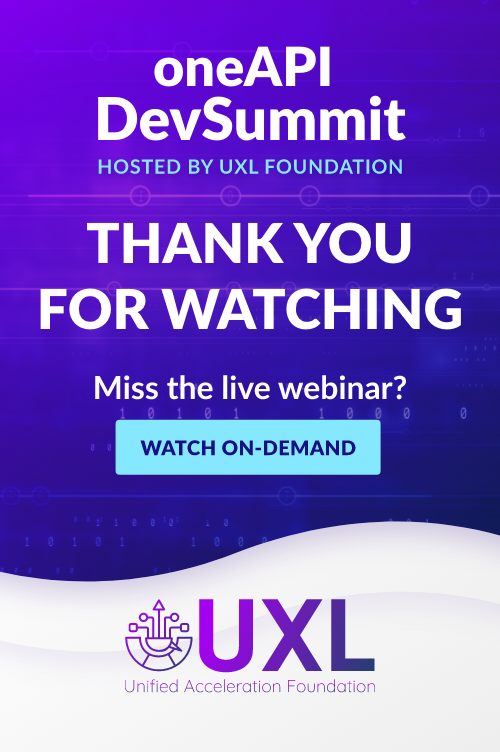 oneAPI
DevSummit
HOSTED BY UXL FOUNDATION
THANK YOU
FOR WATCHING
Miss the live webinar?
WATCH ON-DEMAND
UXL
Unified Acceleration Foundation